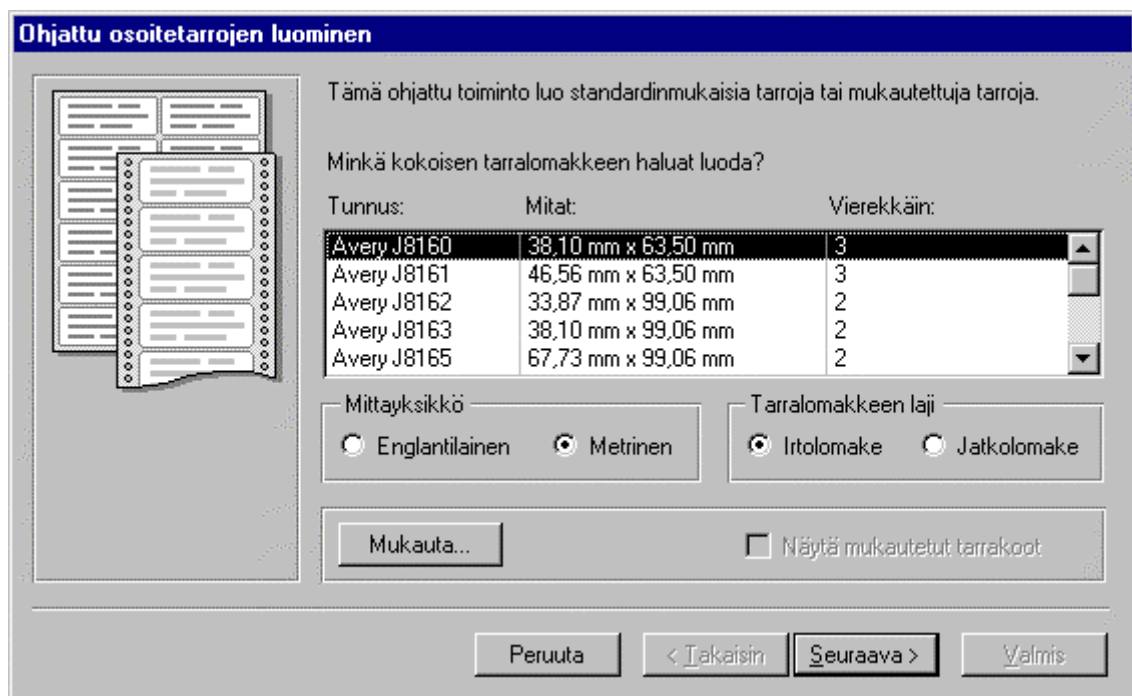 Ohjattu osoitetarrojen luominen
Tämä ohjattu toiminto luo standardinmukaisia tarroja tai mukautettuja tarroja.
Minkä kokoisen tarralomakkeen haluat luoda?
Tunnus: Mitat: Vierekkäin:
Avery J8160 38,10 mm x 63,50 mm 3
Avery J8161 46,56 mm x 63,50 mm 3
Avery J8162 33,87 mm x 99,06 mm 2
Avery J8163 38,10 mm x 99,06 mm 2
Avery J8165 67,73 mm x 99,06 mm 2
Mittayksikkö Tarralomakkeen laji
Englantilainen Metrinen Irtolomake Jatkolomake
Mukauta... Näytä mukautetut tarrakoot
Peruuta < Takaisin Seuraava > Valmis